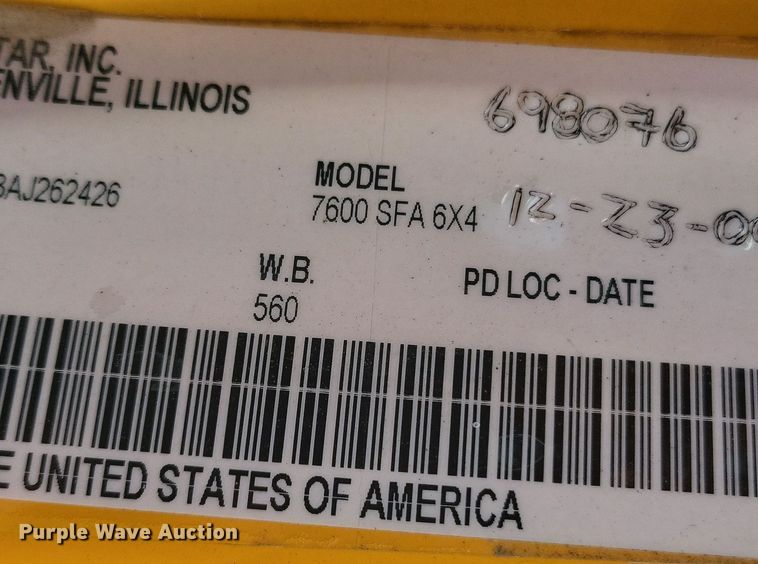 TAR, INC.
ENVILLE, ILLINOIS
698076
MODEL
BAJ262426
7600 SFA 6X4
12-23-0
W.B.
PD LOC - DATE
560
E UNITED STATES OF AMERICA
Purple Wave Auction